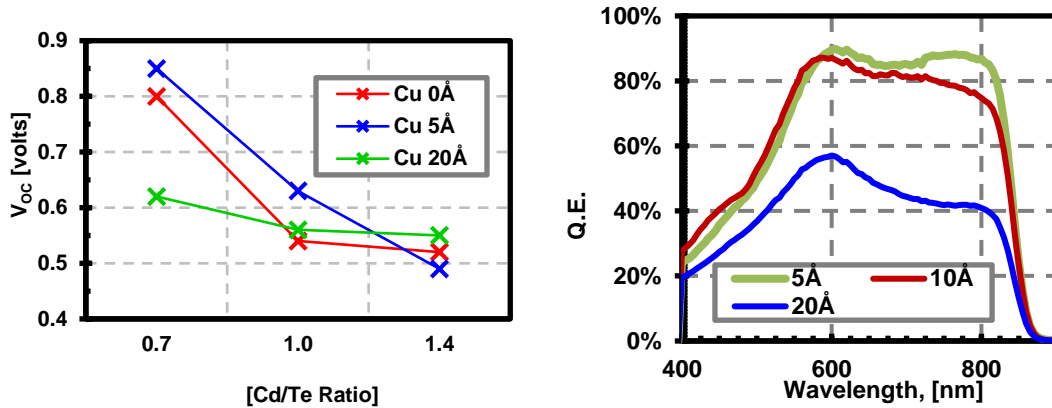 0.9
0.8
0.7
0.6
0.5
0.4
V_OC [volts]
Cu 0Å
Cu 5Å
Cu 20Å
0.7 1.0 1.4
[Cd/Te Ratio]
100%
80%
60%
40%
20%
0%
Q.E.
5Å 10Å
20Å
400 600 800
Wavelength, [nm]